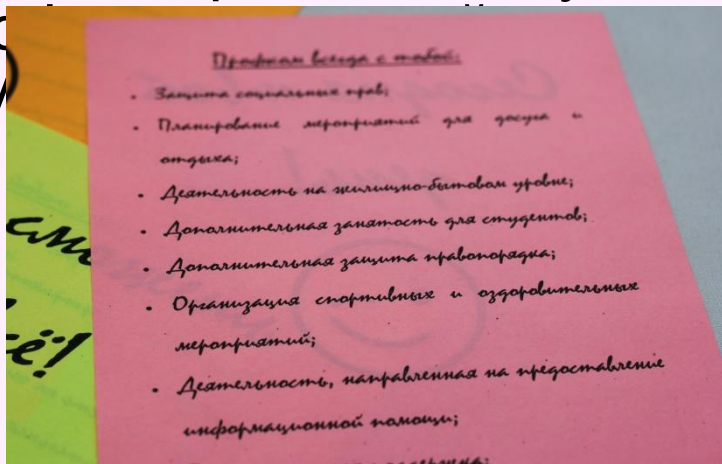 Профком всегда с тобой:
• Защита социальных прав;
• Планирование мероприятий для досуга и
отдыха;
• Деятельность на жилищно-бытовом уровне;
• Дополнительная занятость для студентов;
• Дополнительная защита правопорядка;
• Организация спортивных и оздоровительных
мероприятий;
• Деятельность, направленная на предоставление
информационной помощи;